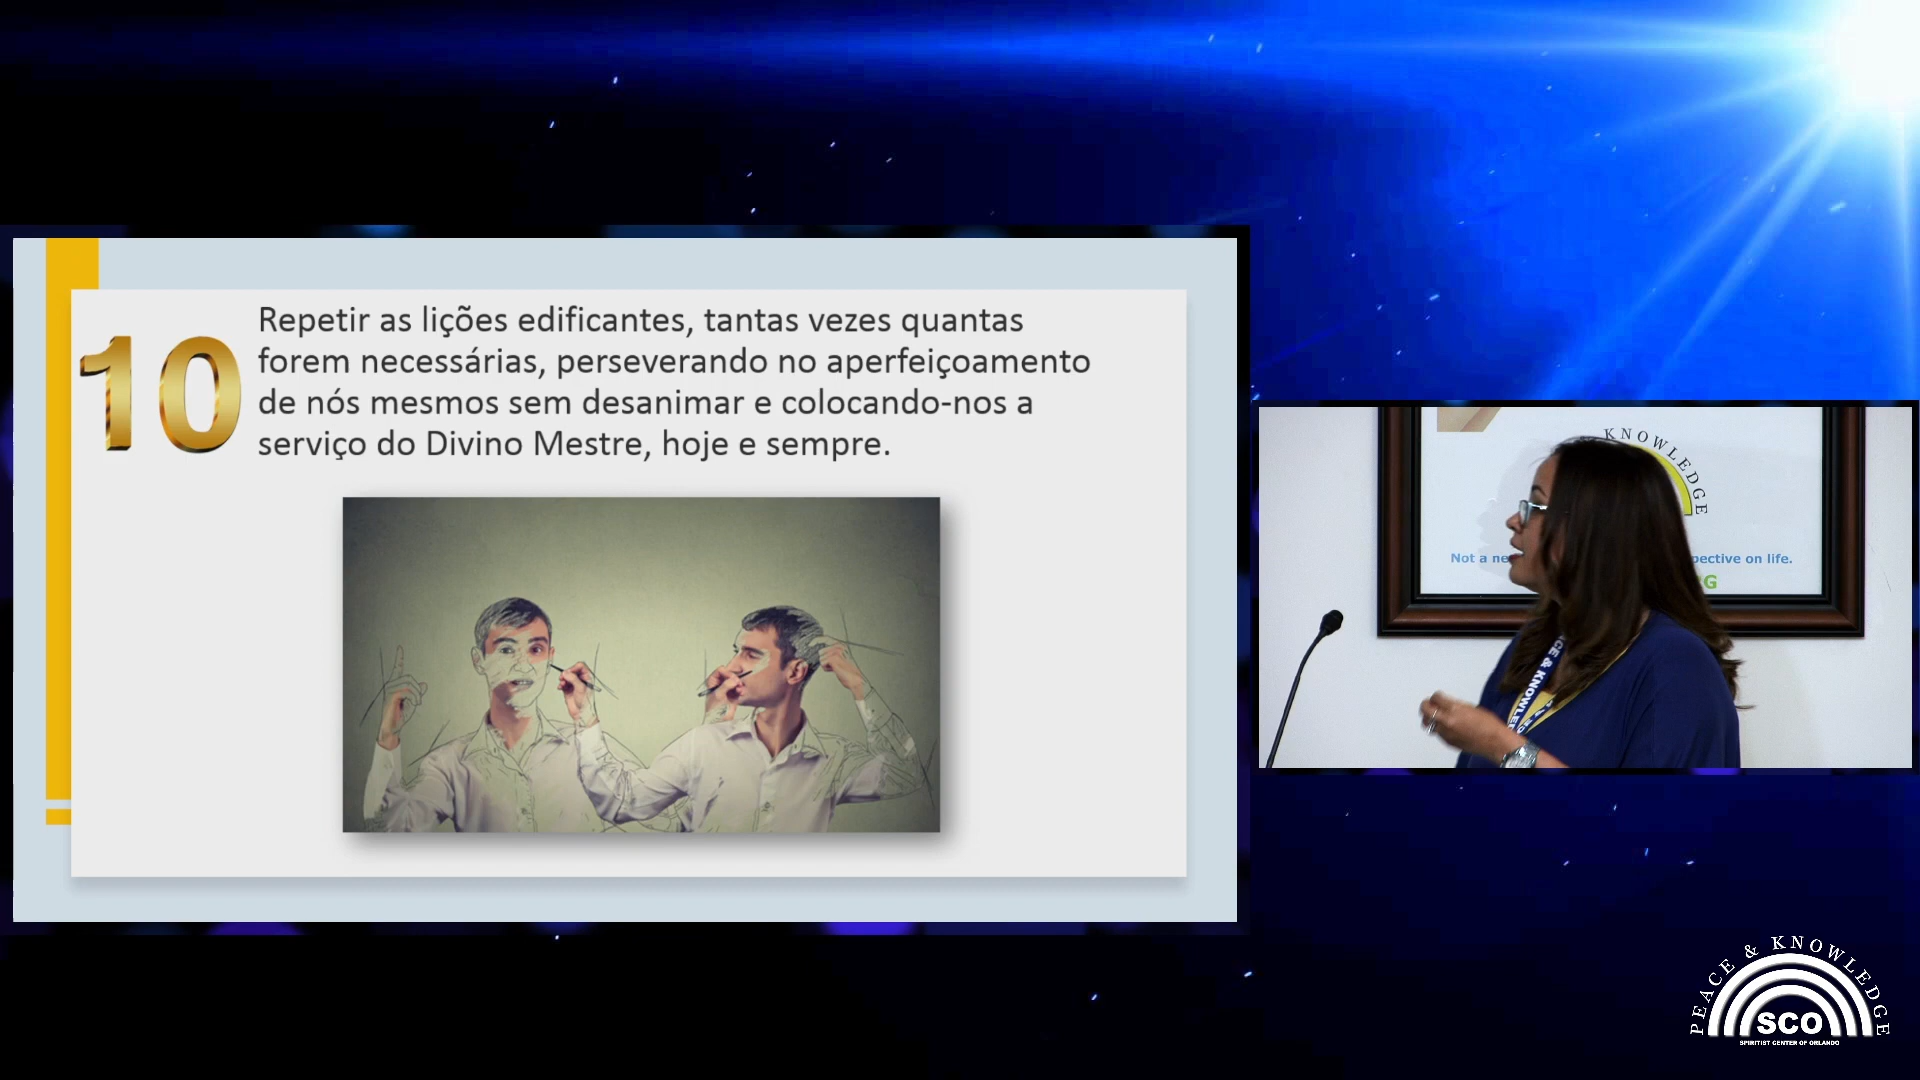 10
Repetir as lições edificantes, tantas vezes quantas
forem necessárias, perseverando no aperfeiçoamento
de nós mesmos sem desanimar e colocando-nos a
serviço do Divino Mestre, hoje e sempre.
KNOWLEDGE
Not a ne
pective on life.
G
CE & KNOWLED
PEACE & KNOWLEDGE
SCO
SPIRITIST CENTER OF ORLANDO